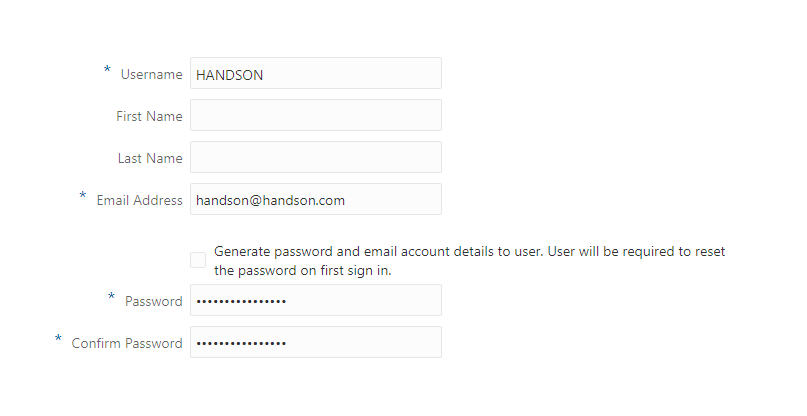 * Username HANDSON
First Name
Last Name
* Email Address handson@handson.com
Generate password and email account details to user. User will be required to reset
the password on first sign in.
* Password ••••••••••••••••
* Confirm Password ••••••••••••••••